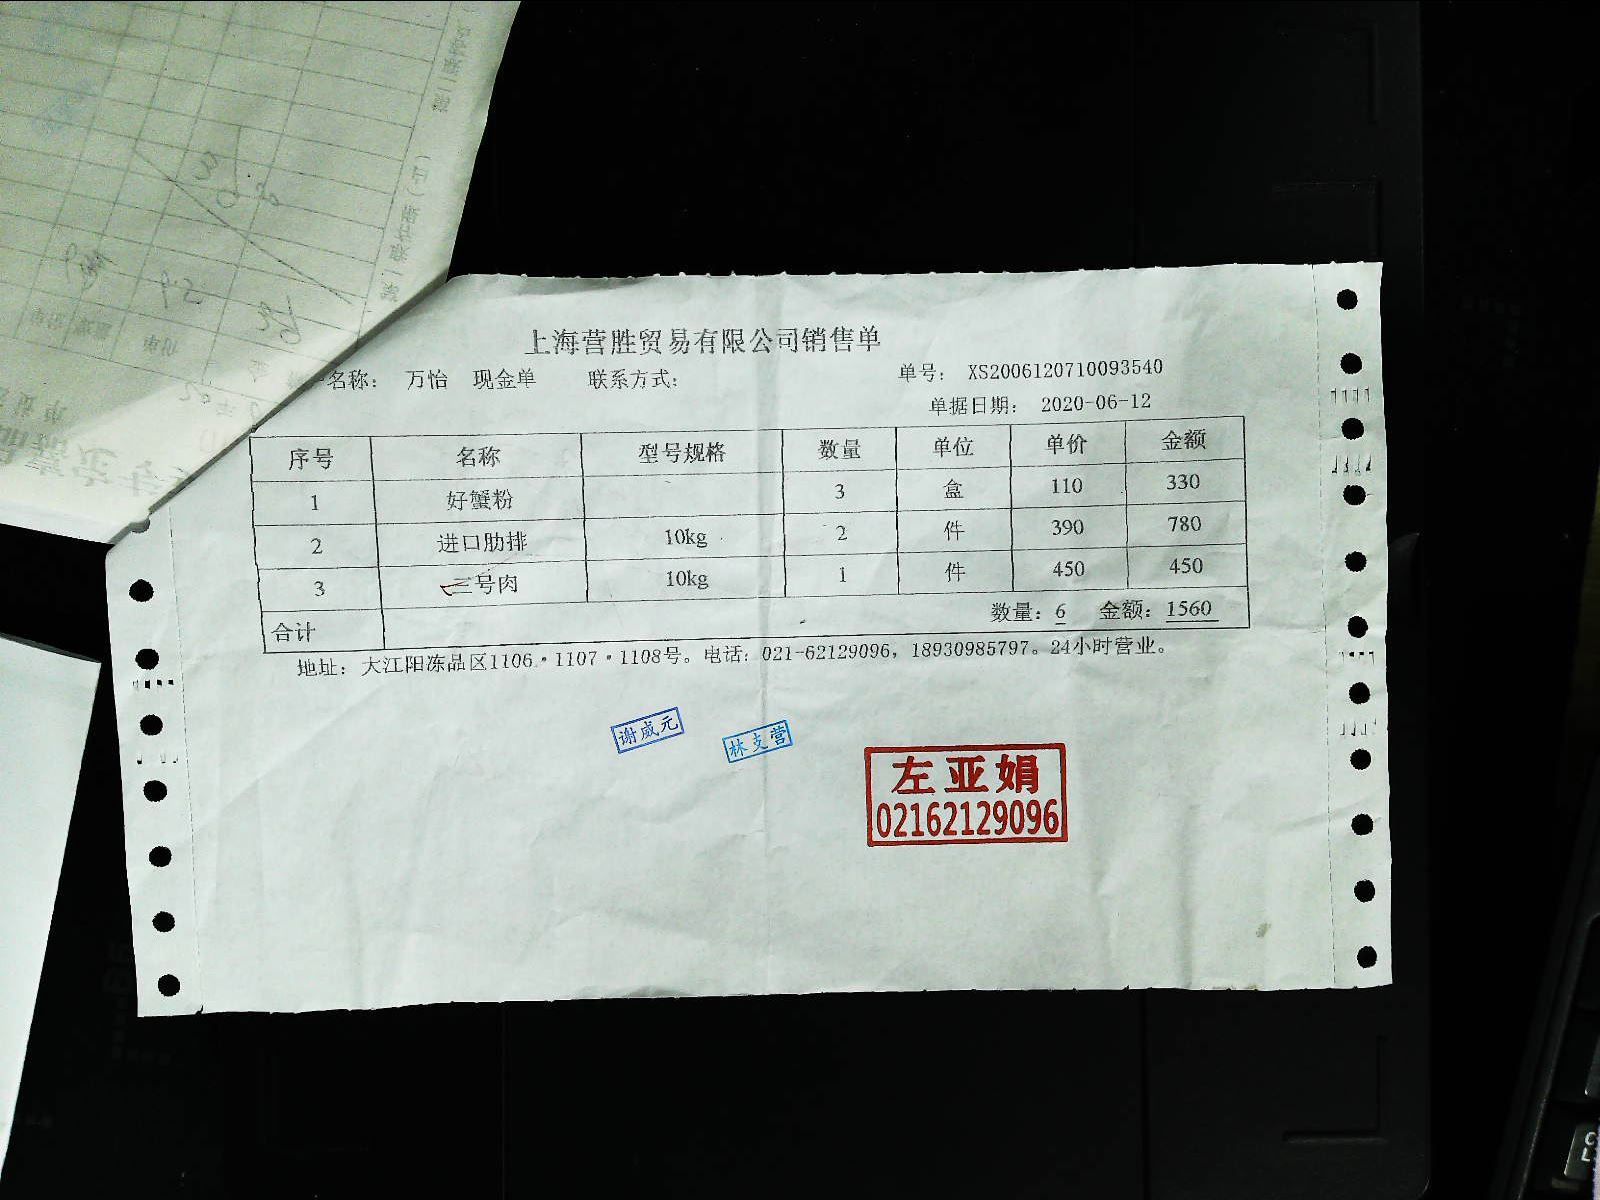 上海营胜贸易有限公司销售单
名称： 万怡 现金单 联系方式： 单号： XS2006120710093540
单据日期： 2020-06-12
序号 名称 型号规格 数量 单位 单价 金额
1 好蟹粉 3 盒 110 330
2 进口肋排 10kg 2 件 390 780
3 三号肉 10kg 1 件 450 450
合计 数量：6 金额：1560
地址：大江阳冻品区1106·1107·1108号。电话：021-62129096，18930985797。24小时营业。
谢威元
林支营
左亚娟
02162129096